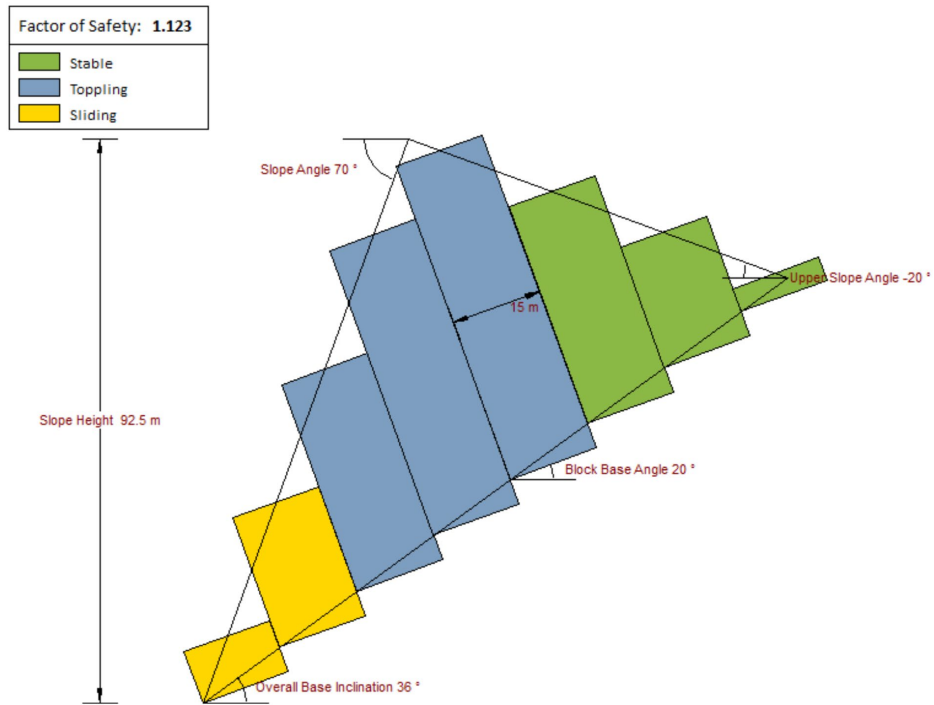 Factor of Safety: 1.123
Stable
Toppling
Sliding
Slope Angle 70 °
Upper Slope Angle -20 °
15 m
Slope Height 92.5 m
Block Base Angle 20 °
Overall Base Inclination 36 °